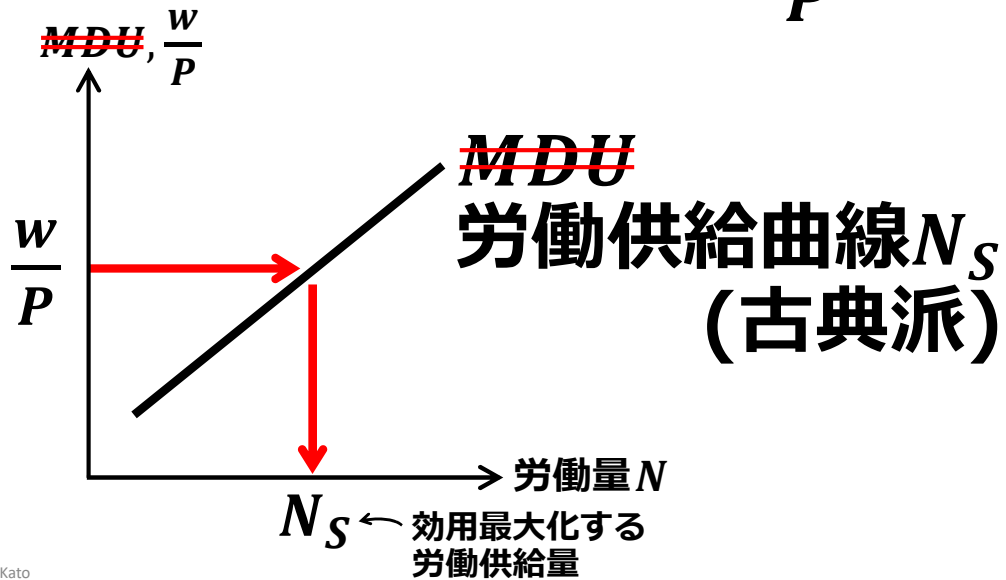 P
MDU, w/P
MDU
労働供給曲線N_S
(古典派)
w/P
労働量N
N_S
効用最大化する
労働供給量
Kato